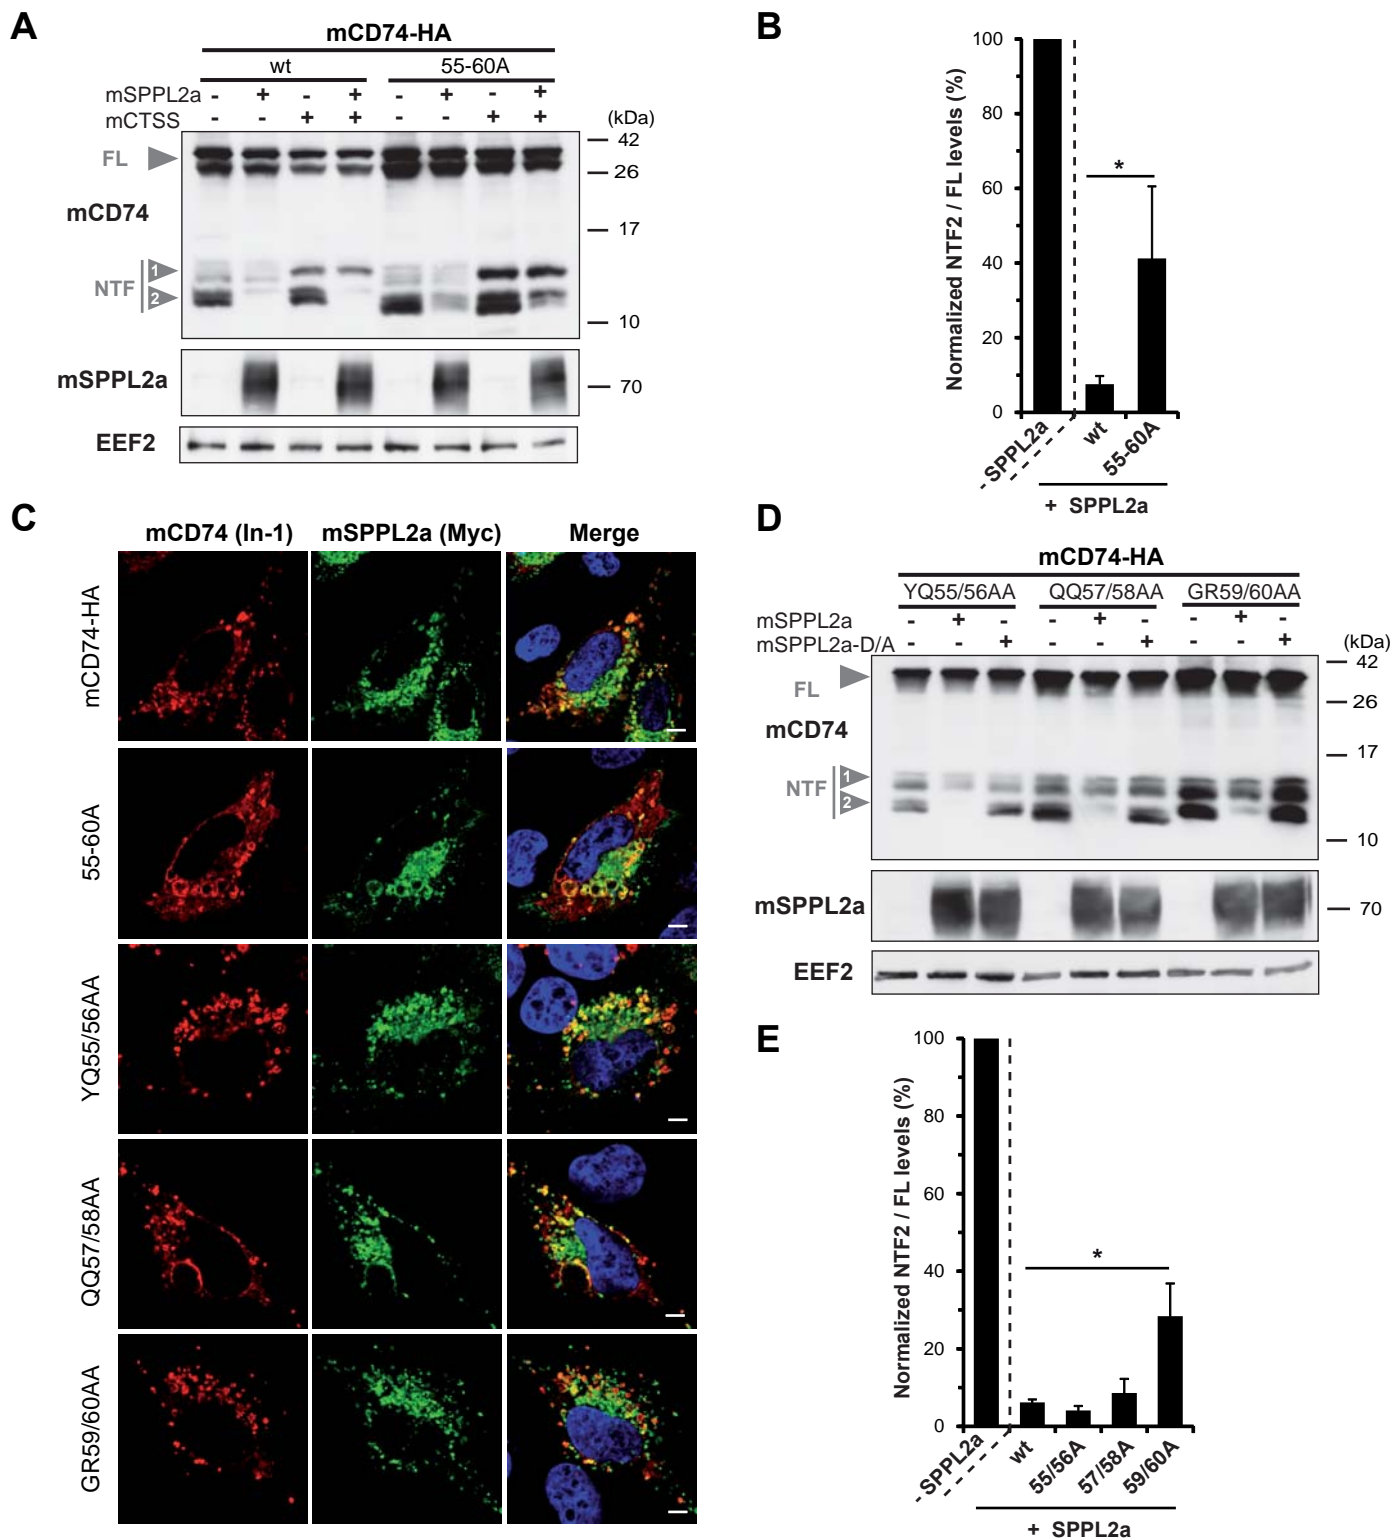 A
mCD74-HA
wt 55-60A
mSPPL2a - + - + - + - +
mCTSS - - + + - - + + (kDa)
FL
mCD74
NTF
1
2
42
26
17
10
mSPPL2a
70
EEF2
B
Normalized NTF2 / FL levels (%)
100
80
60
40
20
0
*
- SPPL2a
wt
55-60A
+ SPPL2a
C
mCD74 (In-1) mSPPL2a (Myc) Merge
mCD74-HA
55-60A
YQ55/56AA
QQ57/58AA
GR59/60AA
D
mCD74-HA
YQ55/56AA QQ57/58AA GR59/60AA
mSPPL2a - + - - + - - + -
mSPPL2a-D/A - - + - - + - - + (kDa)
FL
mCD74
NTF
1
2
42
26
17
10
mSPPL2a
70
EEF2
E
Normalized NTF2 / FL levels (%)
100
80
60
40
20
0
*
- SPPL2a
wt
55/56A
57/58A
59/60A
+ SPPL2a